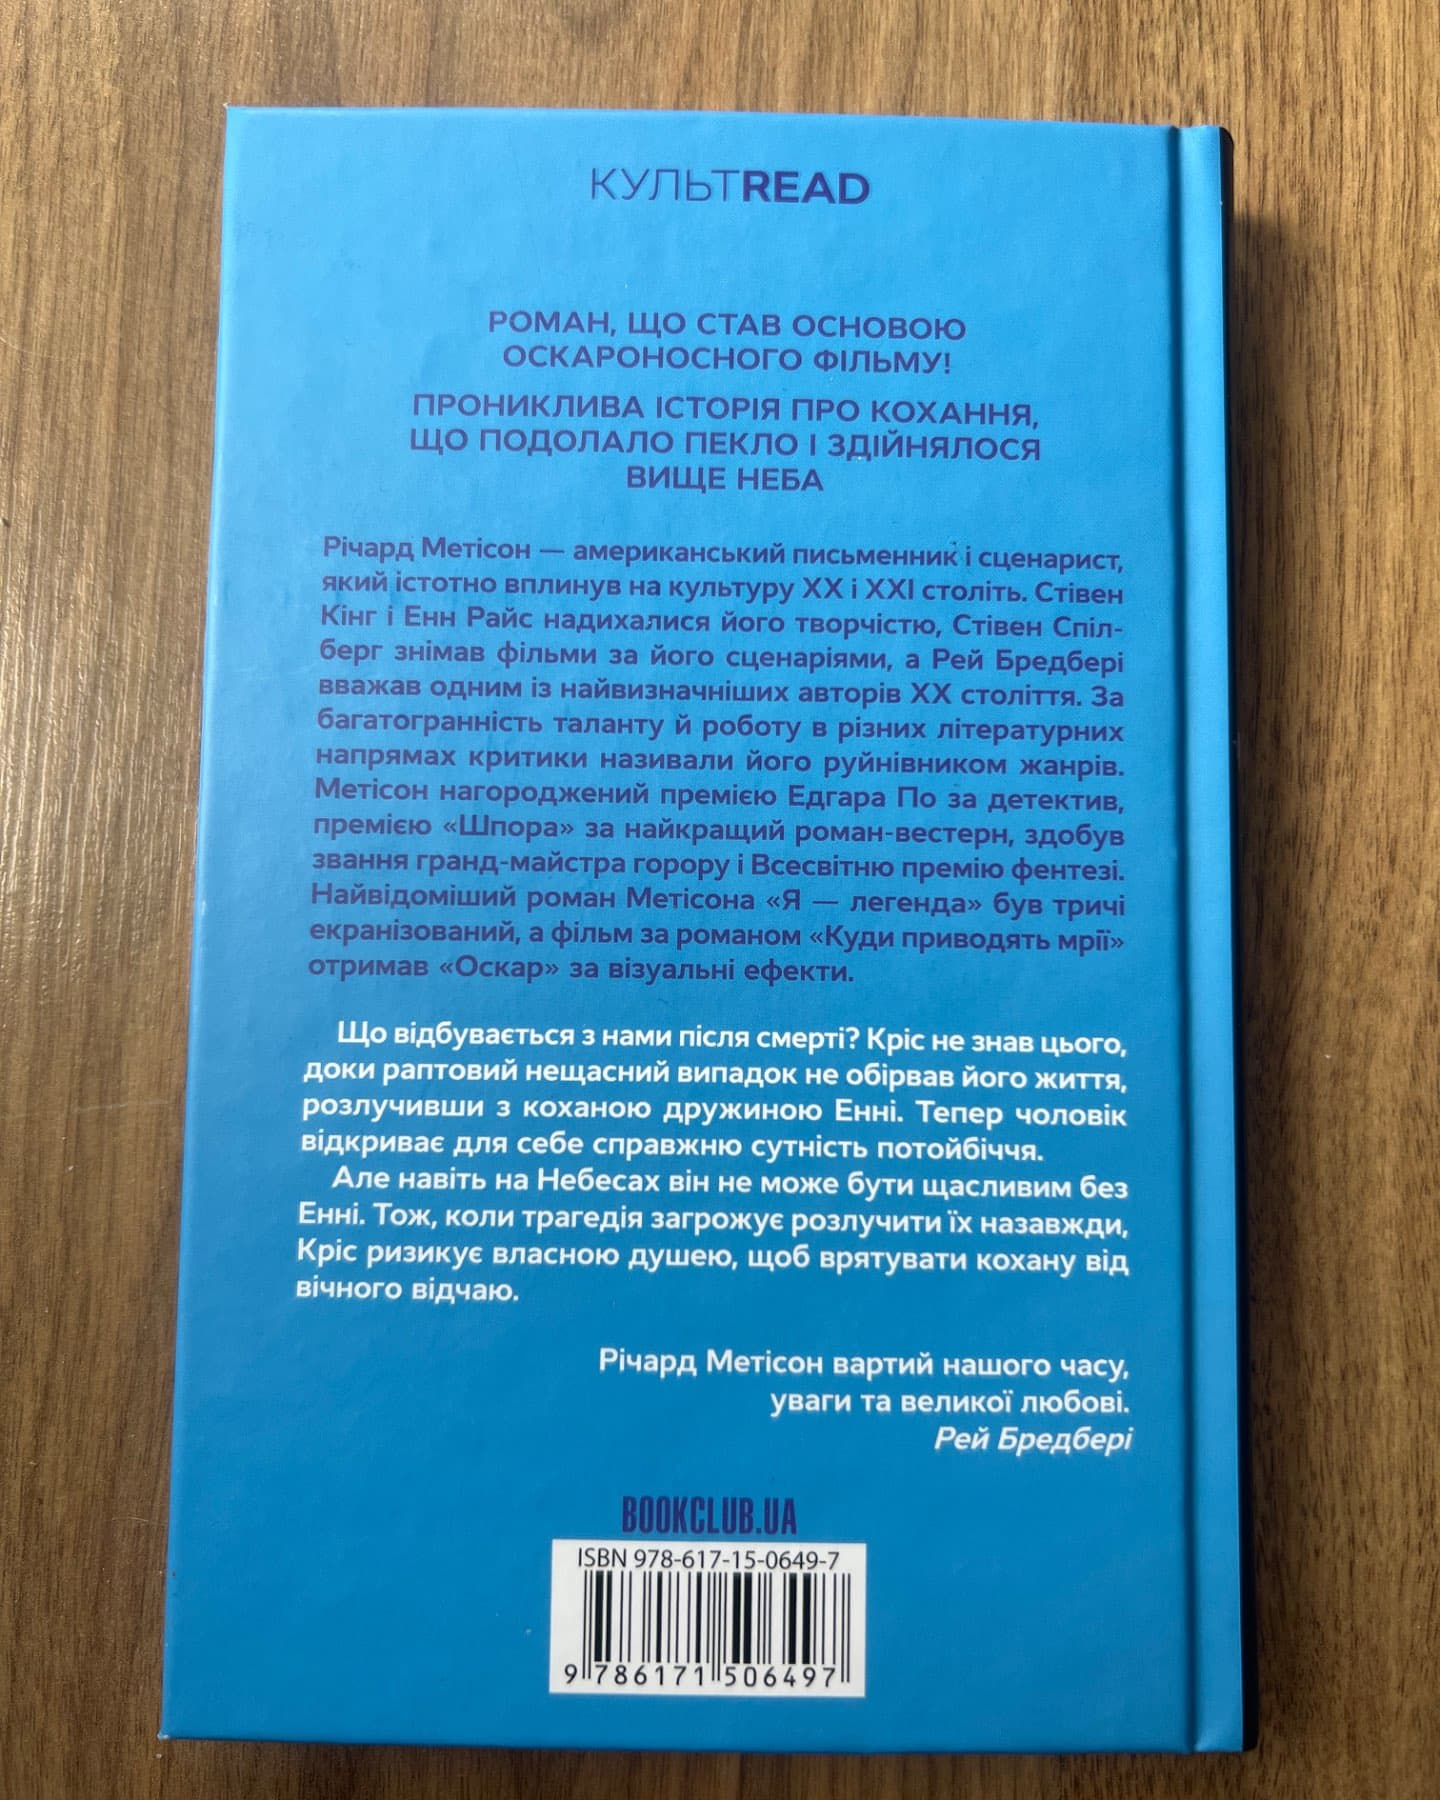 КУЛЬТREAD
РОМАН, ЩО СТАВ ОСНОВОЮ
ОСКАРОНОСНОГО ФІЛЬМУ!
ПРОНИКЛИВА ІСТОРІЯ ПРО КОХАННЯ,
ЩО ПОДОЛАЛО ПЕКЛО І ЗДІЙНЯЛОСЯ
ВИЩЕ НЕБА
Річард Метісон — американський письменник і сценарист,
який істотно вплинув на культуру ХХ і ХХІ століть. Стівен
Кінг і Енн Райс надихалися його творчістю, Стівен Спіл-
берг знімав фільми за його сценаріями, а Рей Бредбері
вважав одним із найвизначніших авторів ХХ століття. За
багатогранність таланту й роботу в різних літературних
напрямах критики називали його руйнівником жанрів.
Метісон нагороджений премією Едгара По за детектив,
премією «Шпора» за найкращий роман-вестерн, здобув
звання гранд-майстра горору і Всесвітню премію фентезі.
Найвідоміший роман Метісона «Я — легенда» був тричі
екранізований, а фільм за романом «Куди приводять мрії»
отримав «Оскар» за візуальні ефекти.
Що відбувається з нами після смерті? Кріс не знав цього,
доки раптовий нещасний випадок не обірвав його життя,
розлучивши з коханою дружиною Енні. Тепер чоловік
відкриває для себе справжню сутність потойбіччя.
Але навіть на Небесах він не може бути щасливим без
Енні. Тож, коли трагедія загрожує розлучити їх назавжди,
Кріс ризикує власною душею, щоб врятувати кохану від
вічного відчаю.
Річард Метісон вартий нашого часу,
уваги та великої любові.
Рей Бредбері
BOOKCLUB.UA
ISBN 978-617-15-0649-7
9 786171 506497